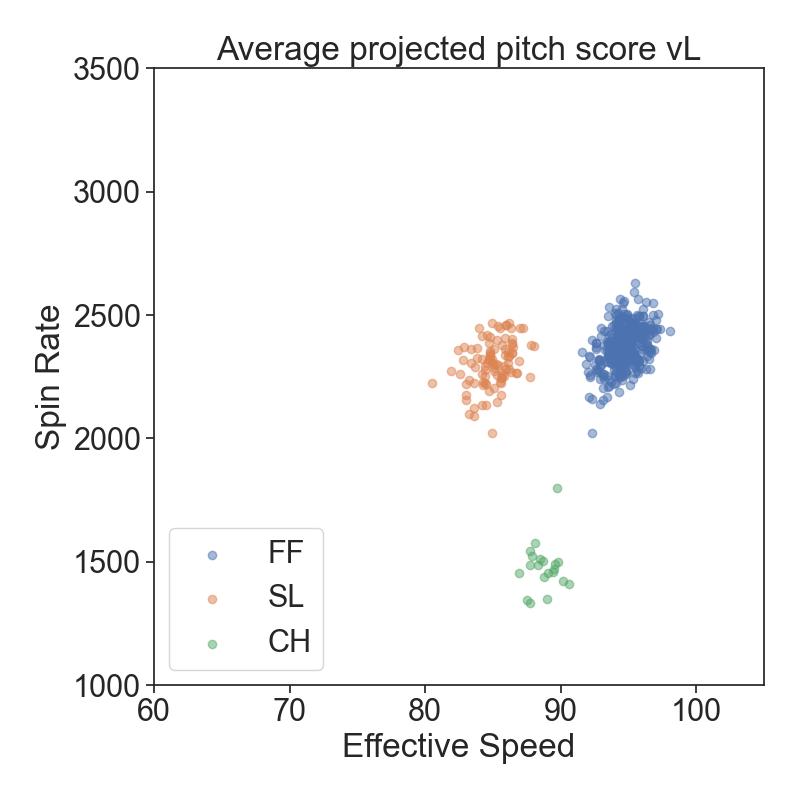 Average projected pitch score vL
3500
3000
2500
2000
1500
1000
Spin Rate
FF
SL
CH
60 70 80 90 100
Effective Speed